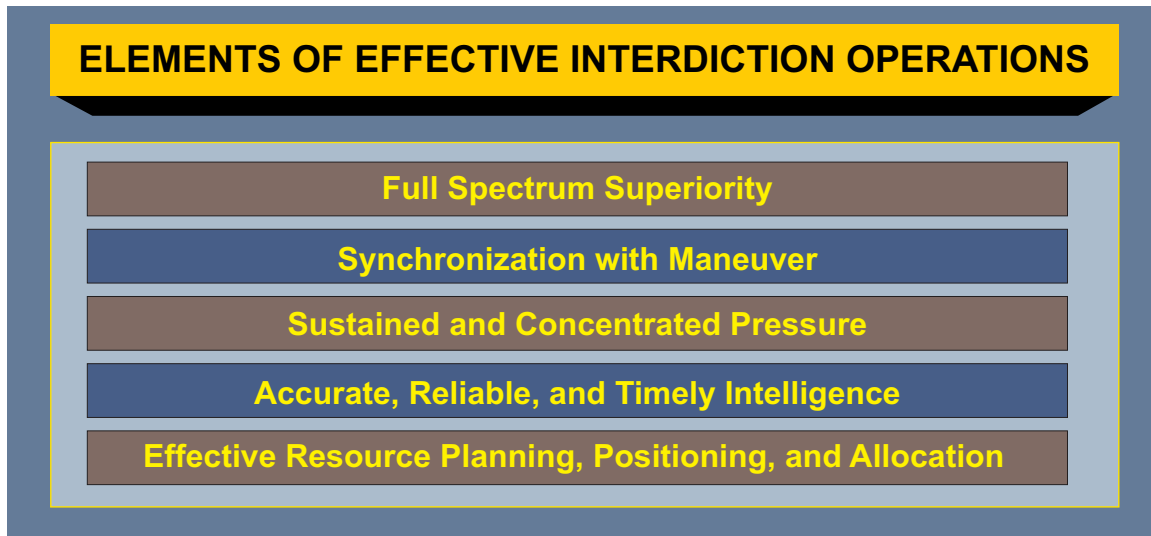 ELEMENTS OF EFFECTIVE INTERDICTION OPERATIONS
Full Spectrum Superiority
Synchronization with Maneuver
Sustained and Concentrated Pressure
Accurate, Reliable, and Timely Intelligence
Effective Resource Planning, Positioning, and Allocation